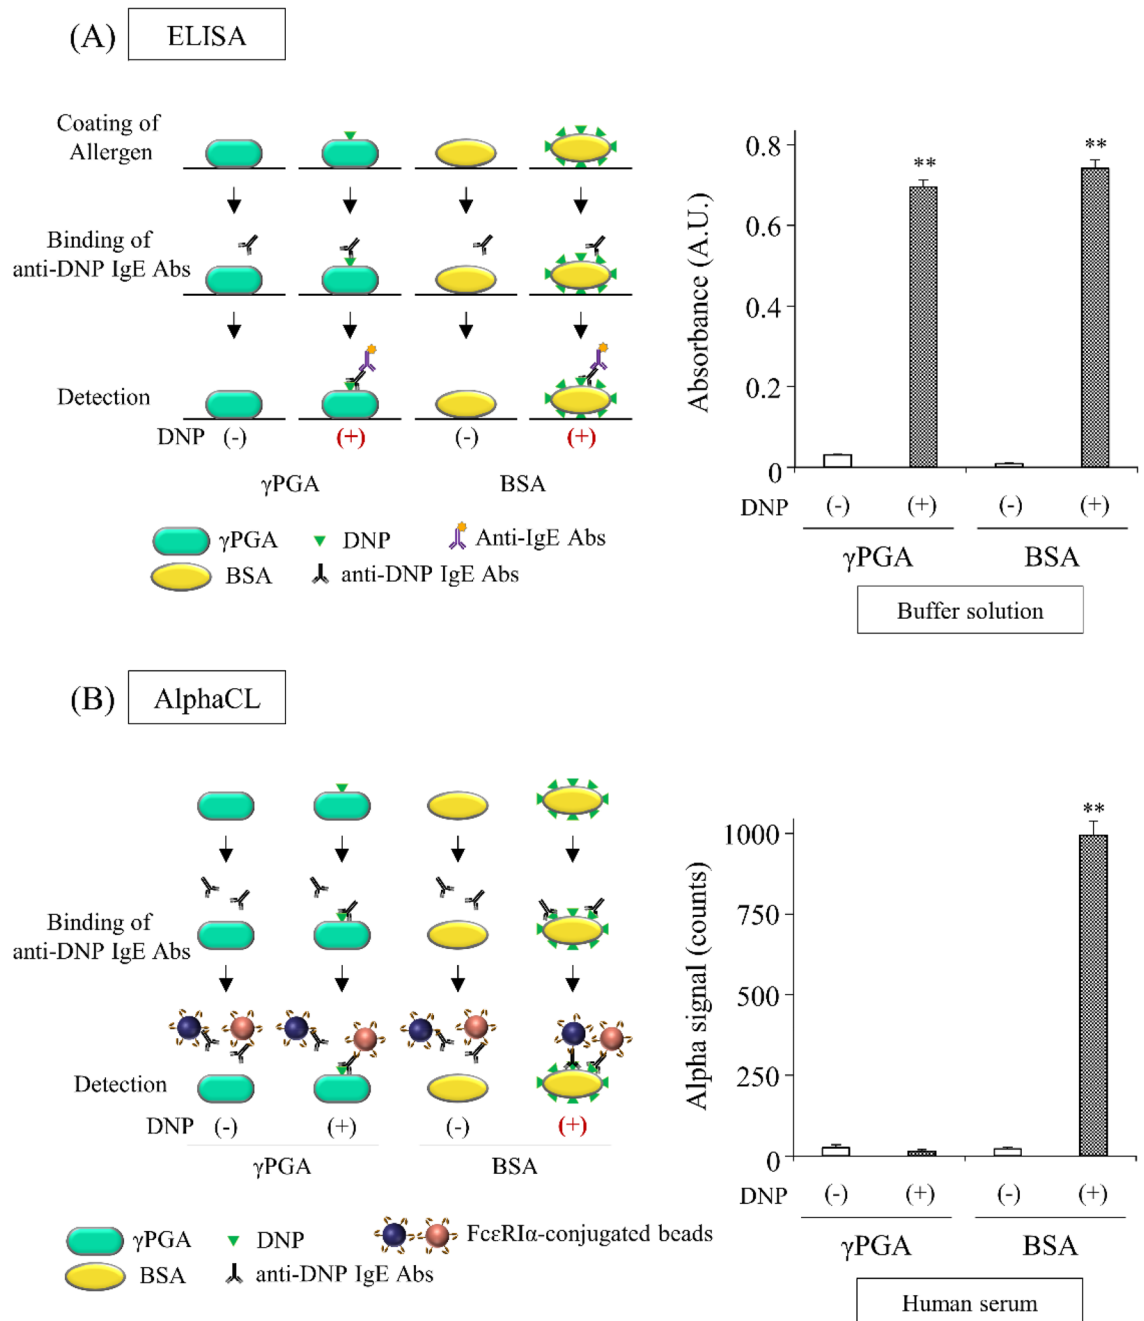 (A) ELISA
Coating of
Allergen
Binding of
anti-DNP IgE Abs
Detection
DNP (-) (+) (-) (+)
γPGA BSA
γPGA DNP Anti-IgE Abs
BSA anti-DNP IgE Abs
Absorbance (A.U.)
0.8
0.6
0.4
0.2
0
** **
DNP (-) (+) (-) (+)
γPGA BSA
Buffer solution
(B) AlphaCL
Binding of
anti-DNP IgE Abs
Detection
DNP (-) (+) (-) (+)
γPGA BSA
γPGA DNP FcεRIα-conjugated beads
BSA anti-DNP IgE Abs
Alpha signal (counts)
1000
750
500
250
0
**
DNP (-) (+) (-) (+)
γPGA BSA
Human serum